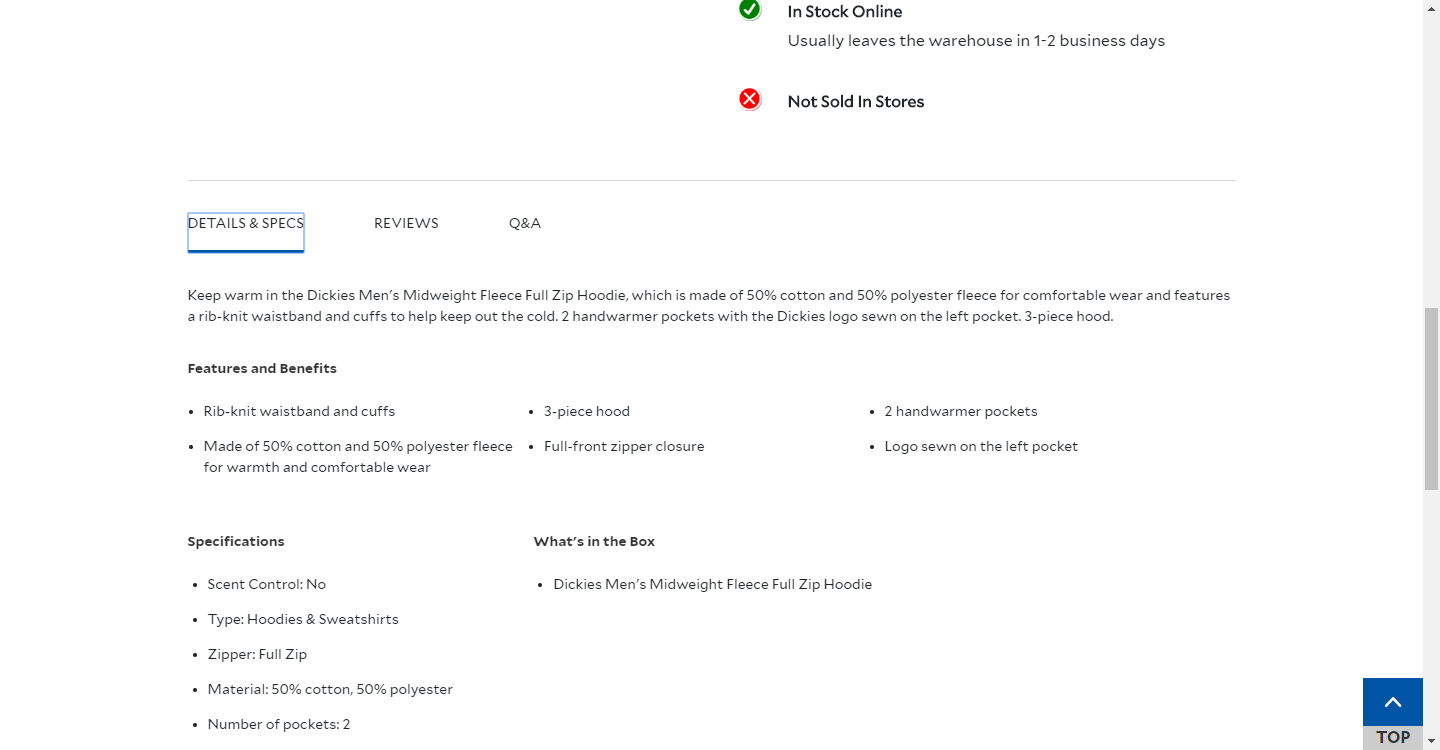 In Stock Online
Usually leaves the warehouse in 1-2 business days
Not Sold In Stores
DETAILS & SPECS
REVIEWS
Q&A
Keep warm in the Dickies Men's Midweight Fleece Full Zip Hoodie, which is made of 50% cotton and 50% polyester fleece for comfortable wear and features
a rib-knit waistband and cuffs to help keep out the cold. 2 handwarmer pockets with the Dickies logo sewn on the left pocket. 3-piece hood.
Features and Benefits
• Rib-knit waistband and cuffs
• Made of 50% cotton and 50% polyester fleece
for warmth and comfortable wear
• 3-piece hood
• Full-front zipper closure
• 2 handwarmer pockets
• Logo sewn on the left pocket
Specifications
• Scent Control: No
• Type: Hoodies & Sweatshirts
• Zipper: Full Zip
• Material: 50% cotton, 50% polyester
• Number of pockets: 2
What's in the Box
• Dickies Men's Midweight Fleece Full Zip Hoodie
TOP